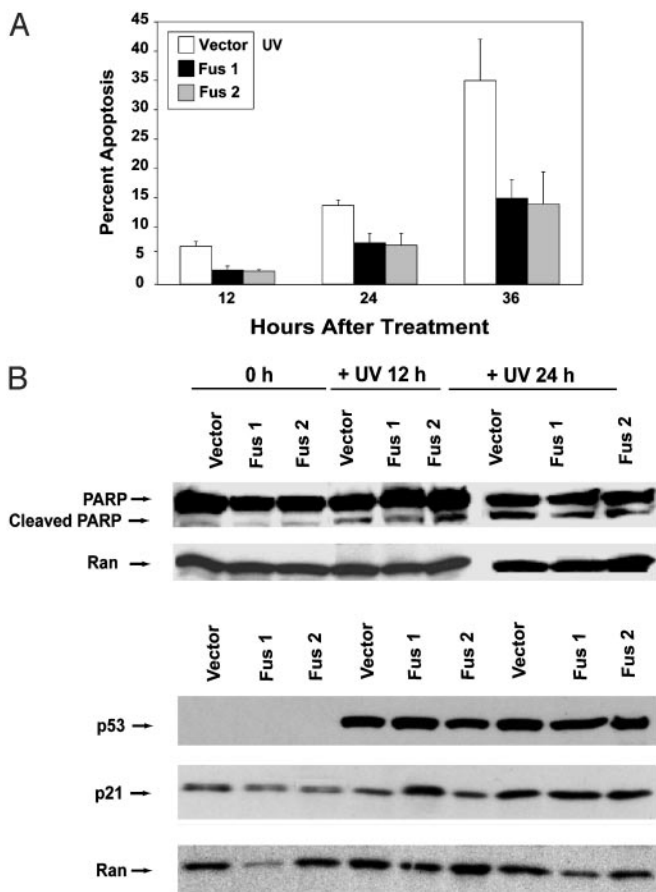 A
45
40
35
30
25
20
15
10
5
0
Percent Apoptosis
Vector UV
Fus 1
Fus 2
12 24 36
Hours After Treatment
B
0 h + UV 12 h + UV 24 h
Vector Fus 1 Fus 2 Vector Fus 1 Fus 2 Vector Fus 1 Fus 2
PARP
Cleaved PARP
Ran
Vector Fus 1 Fus 2 Vector Fus 1 Fus 2 Vector Fus 1 Fus 2
p53
p21
Ran